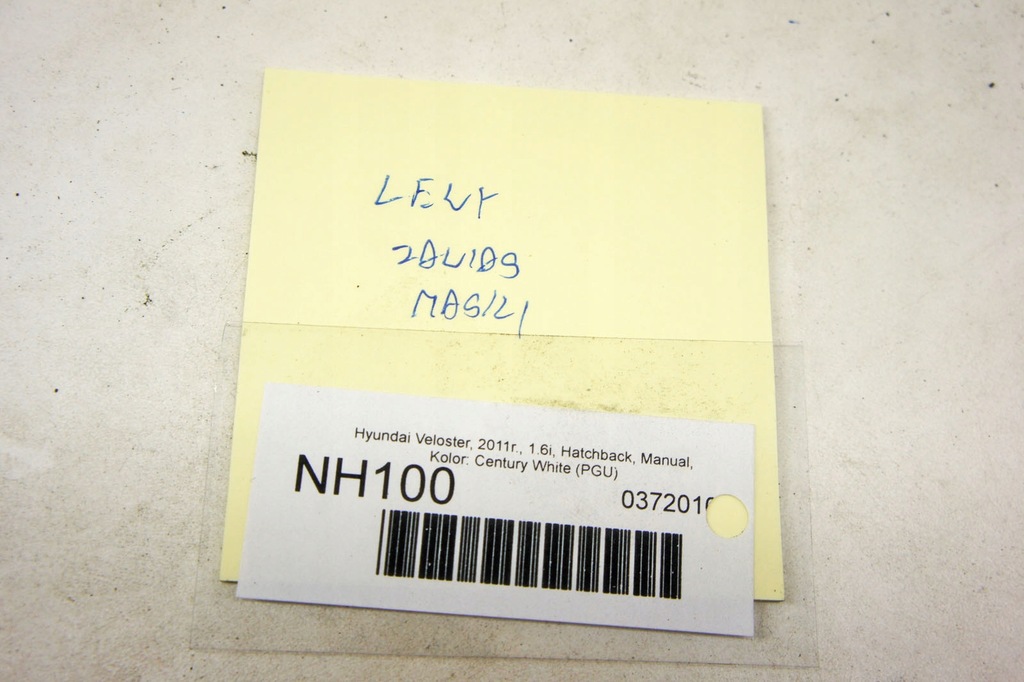 LEWY
ZAWIAS
MASKI
Hyundai Veloster, 2011r., 1.6i, Hatchback, Manual,
Kolor: Century White (PGU)
NH100
037201